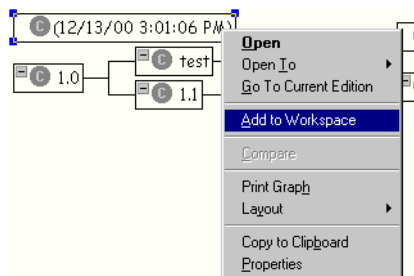 C (12/13/00 3:01:06 PM)
C test
C 1.0
C 1.1
Open
Open To
Go To Current Edition
Add to Workspace
Compare
Print Graph
Layout
Copy to Clipboard
Properties